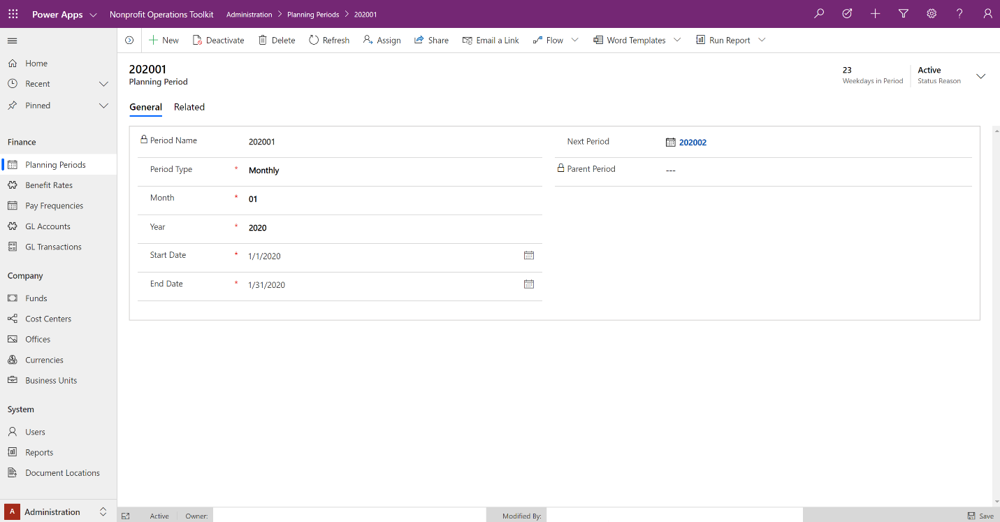 Power Apps Nonprofit Operations Toolkit Administration > Planning Periods > 202001
New Deactivate Delete Refresh Assign Share Email a Link Flow Word Templates Run Report
Home
Recent
Pinned
Finance
Planning Periods
Benefit Rates
Pay Frequencies
GL Accounts
GL Transactions
Company
Funds
Cost Centers
Offices
Currencies
Business Units
System
Users
Reports
Document Locations
A Administration
202001
Planning Period
23
Weekdays in Period
Active
Status Reason
General Related
Period Name 202001
Period Type * Monthly
Month * 01
Year * 2020
Start Date * 1/1/2020
End Date * 1/31/2020
Next Period 202002
Parent Period ---
Active Owner: Modified By: Save